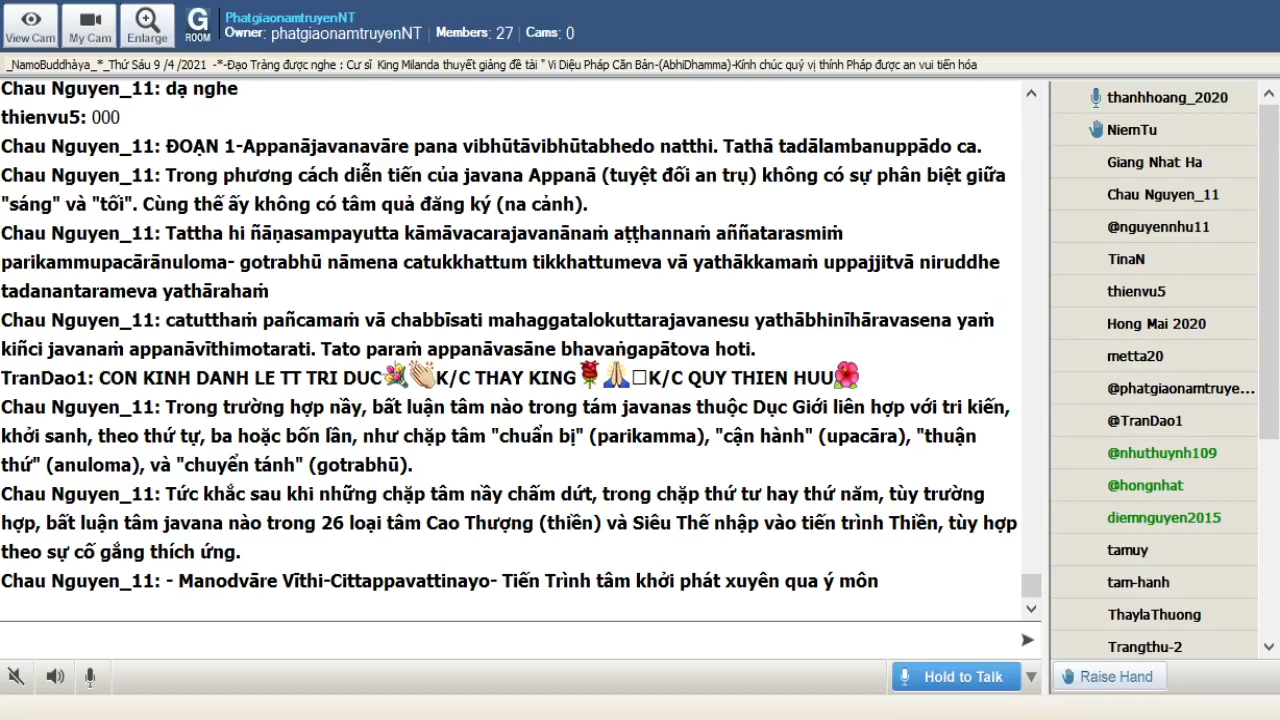 PhatgiaonamtruyenNT
View Cam
My Cam
Enlarge
G ROOM
Owner: phatgiaonamtruyenNT | Members: 27 | Cams: 0
_NamoBuddhàya_*_Thứ Sáu 9 /4 /2021 -*-Đạo Tràng được nghe : Cư sĩ King Milanda thuyết giảng đề tài " Vi Diệu Pháp Căn Bản-(AbhiDhamma)-Kính chúc quý vị thính Pháp được an vui tiến hóa
Chau Nguyen_11: dạ nghe
thienvu5: 000
Chau Nguyen_11: ĐOẠN 1-Appanājavanavāre pana vibhūtāvibhūtabhedo natthi. Tathā tadālambanuppādo ca.
Chau Nguyen_11: Trong phương cách diễn tiến của javana Appanā (tuyệt đối an trụ) không có sự phân biệt giữa
"sáng" và "tối". Cùng thế ấy không có tâm quả đăng ký (na cảnh).
Chau Nguyen_11: Tattha hi ñāṇasampayutta kāmāvacarajavanānaṁ aṭṭhannaṁ aññatarasmiṁ
parikammupacārānuloma- gotrabhū nāmena catukkhattum tikkhattumeva vā yathākkamaṁ uppajjitvā niruddhe
tadanantarameva yathārahaṁ
Chau Nguyen_11: catutthaṁ pañcamaṁ vā chabbīsati mahaggatalokuttarajavanesu yathābhinīhāravasena yaṁ
kiñci javanaṁ appanāvīthimotarati. Tato paraṁ appanāvasāne bhavaṅgapātova hoti.
TranDao1: CON KINH DANH LE TT TRI DUC💐👏K/C THAY KING🌹🙏□K/C QUY THIEN HUU🌺
Chau Nguyen_11: Trong trường hợp nầy, bất luận tâm nào trong tám javanas thuộc Dục Giới liên hợp với tri kiến,
khởi sanh, theo thứ tự, ba hoặc bốn lần, như chặp tâm "chuẩn bị" (parikamma), "cận hành" (upacāra), "thuận
thứ" (anuloma), và "chuyển tánh" (gotrabhū).
Chau Nguyen_11: Tức khắc sau khi những chặp tâm nầy chấm dứt, trong chặp thứ tư hay thứ năm, tùy trường
hợp, bất luận tâm javana nào trong 26 loại tâm Cao Thượng (thiền) và Siêu Thế nhập vào tiến trình Thiền, tùy hợp
theo sự cố gắng thích ứng.
Chau Nguyen_11: - Manodvāre Vīthi-Cittappavattinayo- Tiến Trình tâm khởi phát xuyên qua ý môn
thanhhoang_2020
NiemTu
Giang Nhat Ha
Chau Nguyen_11
@nguyennhu11
TinaN
thienvu5
Hong Mai 2020
metta20
@phatgiaonamtruye...
@TranDao1
@nhuthuynh109
@hongnhat
diemnguyen2015
tamuy
tam-hanh
ThaylaThuong
Trangthu-2
Hold to Talk
Raise Hand